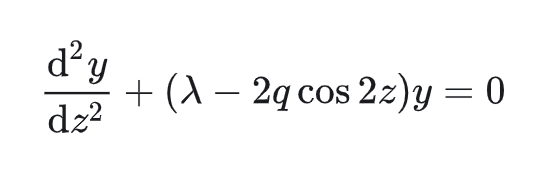 d²y/dz² + (λ − 2q cos 2z)y = 0